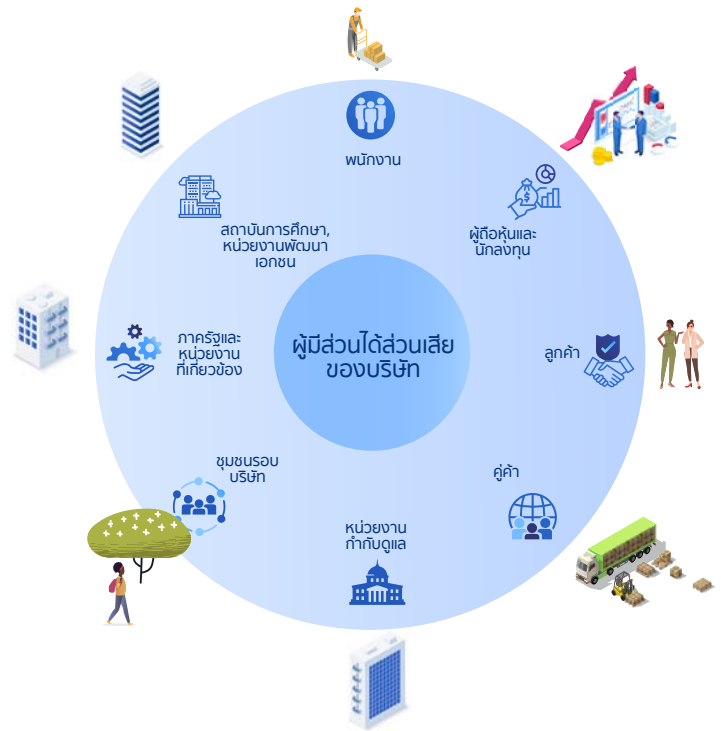 พนักงาน
ผู้ถือหุ้นและ
นักลงทุน
ลูกค้า
คู่ค้า
หน่วยงาน
กำกับดูแล
ชุมชนรอบ
บริษัท
ภาครัฐและ
หน่วยงาน
ที่เกี่ยวข้อง
สถาบันการศึกษา,
หน่วยงานพัฒนา
เอกชน
ผู้มีส่วนได้ส่วนเสีย
ของบริษัท